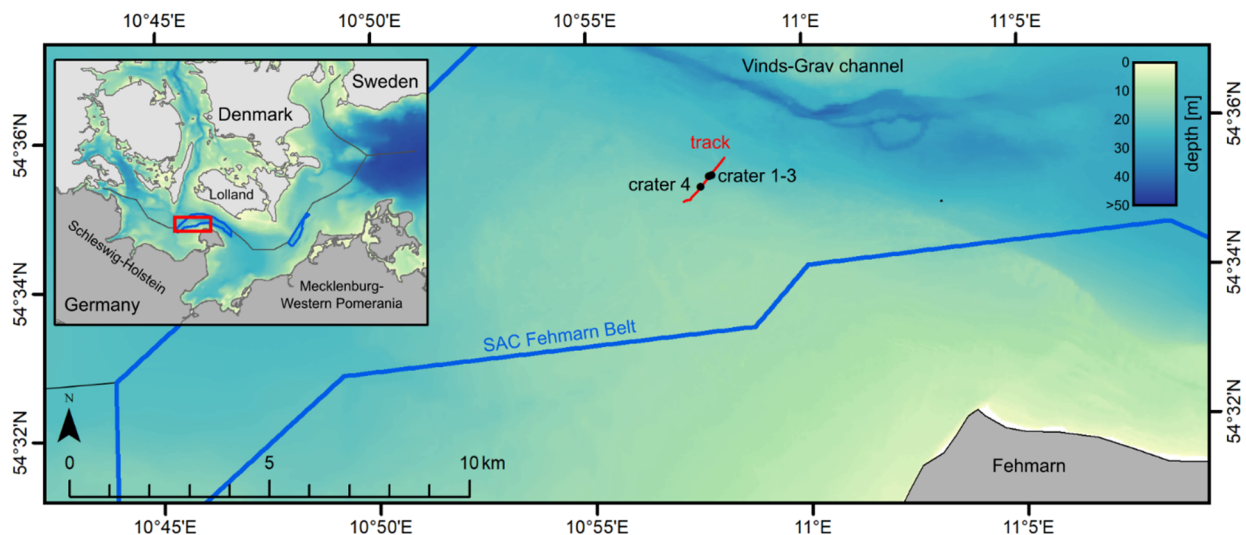 10°45'E 10°50'E 10°55'E 11°E 11°5'E
54°36'N
54°34'N
54°32'N
Sweden
Denmark
Lolland
Schleswig-Holstein
Germany
Mecklenburg-
Western Pomerania
Vinds-Grav channel
track
crater 4
crater 1-3
0
10
20
30
40
>50
depth [m]
54°36'N
54°34'N
54°32'N
SAC Fehmarn Belt
Fehmarn
N
0 5 10 km
10°45'E 10°50'E 10°55'E 11°E 11°5'E